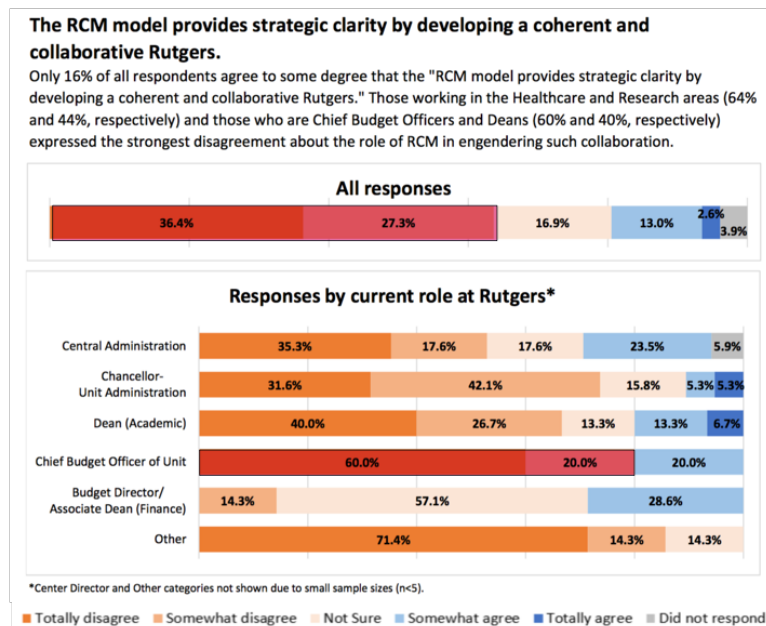 The RCM model provides strategic clarity by developing a coherent and
collaborative Rutgers.
Only 16% of all respondents agree to some degree that the "RCM model provides strategic clarity by
developing a coherent and collaborative Rutgers." Those working in the Healthcare and Research areas (64%
and 44%, respectively) and those who are Chief Budget Officers and Deans (60% and 40%, respectively)
expressed the strongest disagreement about the role of RCM in engendering such collaboration.
All responses
36.4% 27.3% 16.9% 13.0% 2.6% 3.9%
Responses by current role at Rutgers*
Central Administration 35.3% 17.6% 17.6% 23.5% 5.9%
Chancellor-
Unit Administration 31.6% 42.1% 15.8% 5.3% 5.3%
Dean (Academic) 40.0% 26.7% 13.3% 13.3% 6.7%
Chief Budget Officer of Unit 60.0% 20.0% 20.0%
Budget Director/
Associate Dean (Finance) 14.3% 57.1% 28.6%
Other 71.4% 14.3% 14.3%
*Center Director and Other categories not shown due to small sample sizes (n<5).
Totally disagree Somewhat disagree Not Sure Somewhat agree Totally agree Did not respond